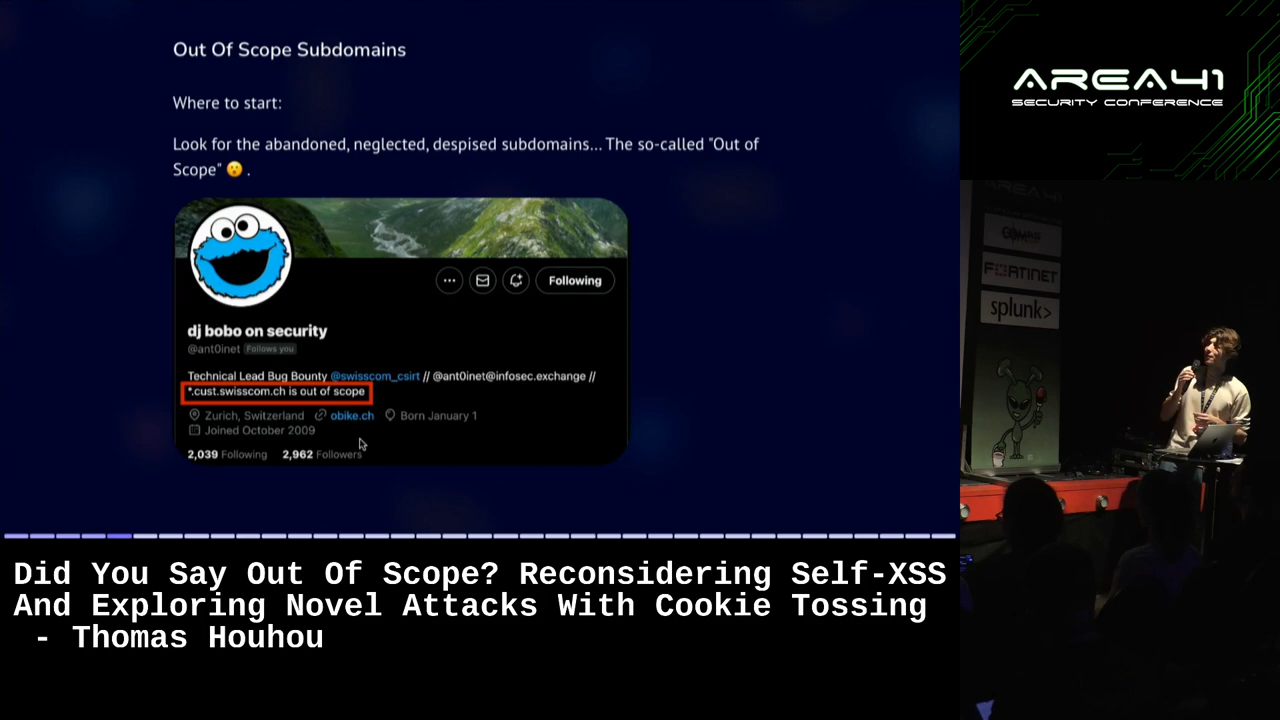 Out Of Scope Subdomains
Where to start:
Look for the abandoned, neglected, despised subdomains... The so-called "Out of
Scope" 😮 .
Following
dj bobo on security
@ant0inet Follows you
Technical Lead Bug Bounty @swisscom_csirt // @ant0inet@infosec.exchange //
*.cust.swisscom.ch is out of scope
Zurich, Switzerland obike.ch Born January 1
Joined October 2009
2,039 Following 2,962 Followers
Did You Say Out Of Scope? Reconsidering Self-XSS
And Exploring Novel Attacks With Cookie Tossing
- Thomas Houhou
AREA41
SECURITY CONFERENCE
AREA41
FORTINET
splunk>